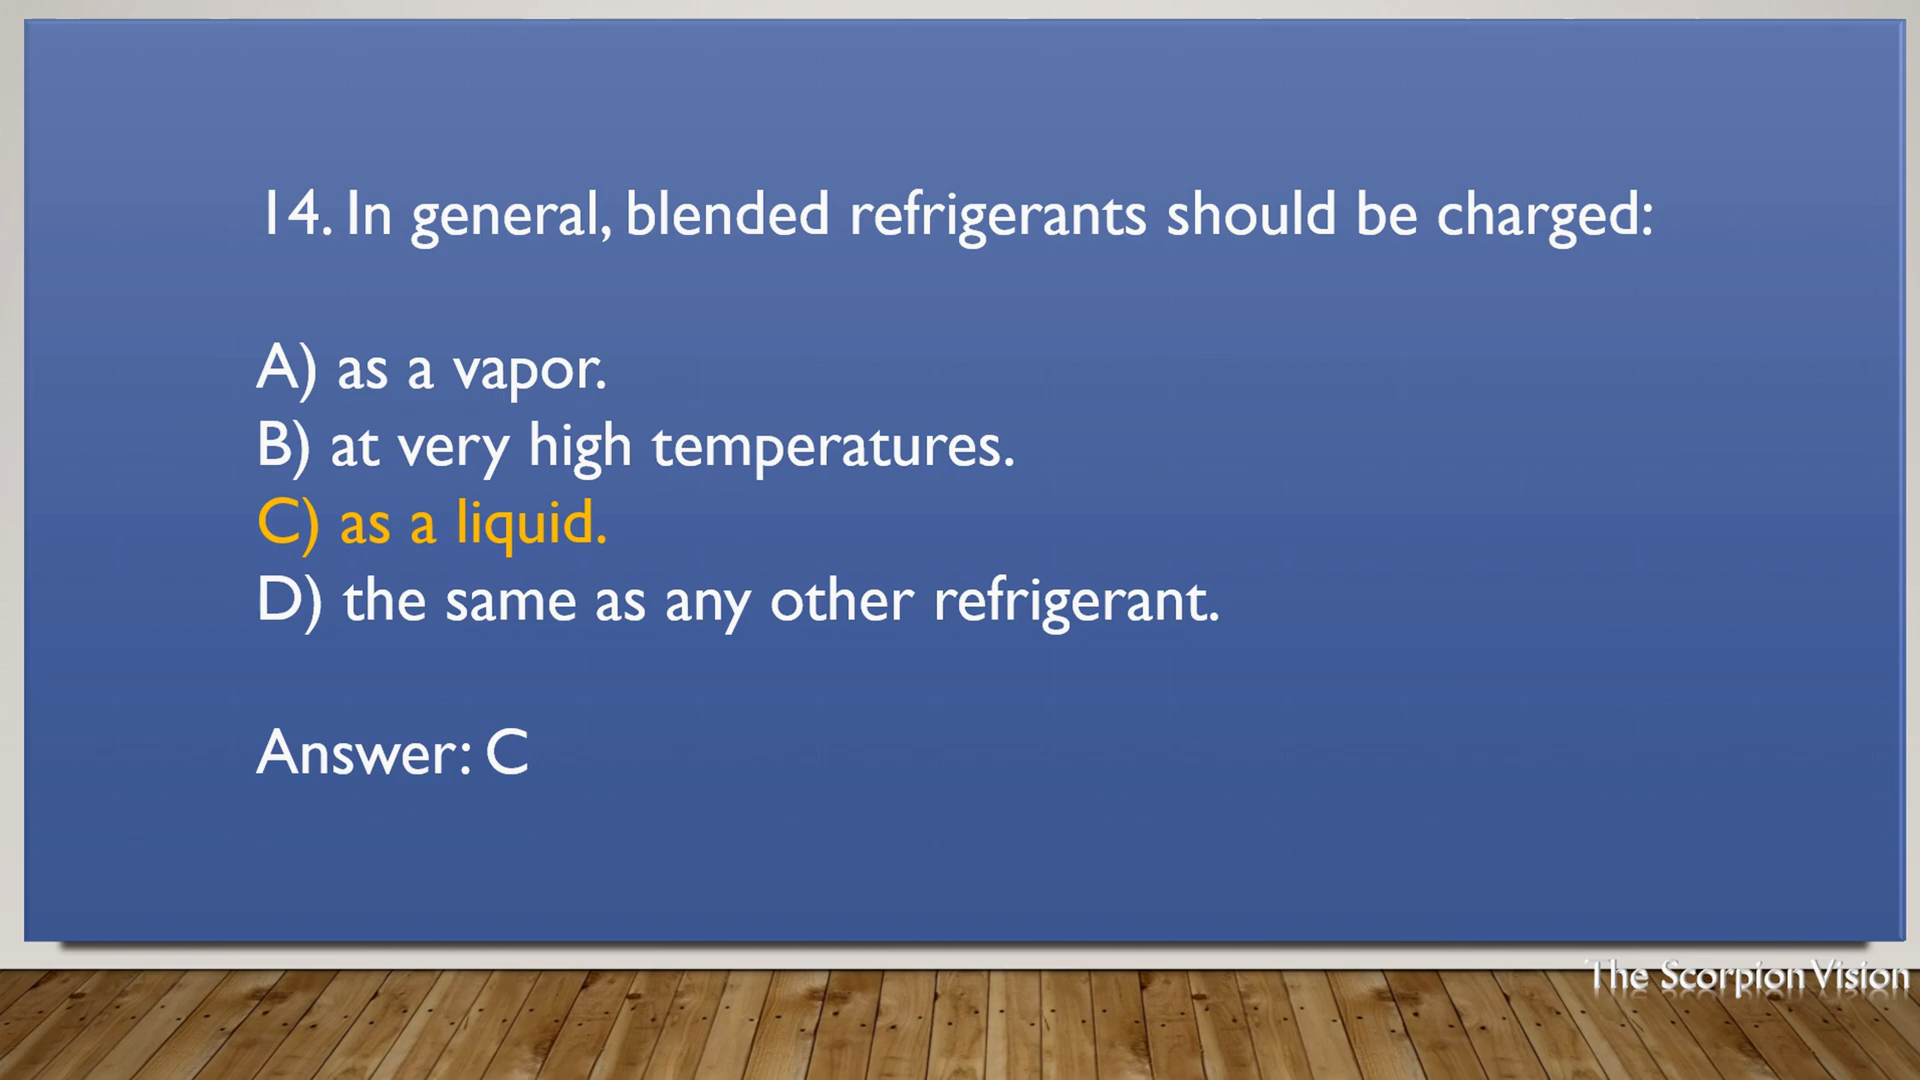 14. In general, blended refrigerants should be charged:
A) as a vapor.
B) at very high temperatures.
C) as a liquid.
D) the same as any other refrigerant.
Answer: C
The Scorpion Vision